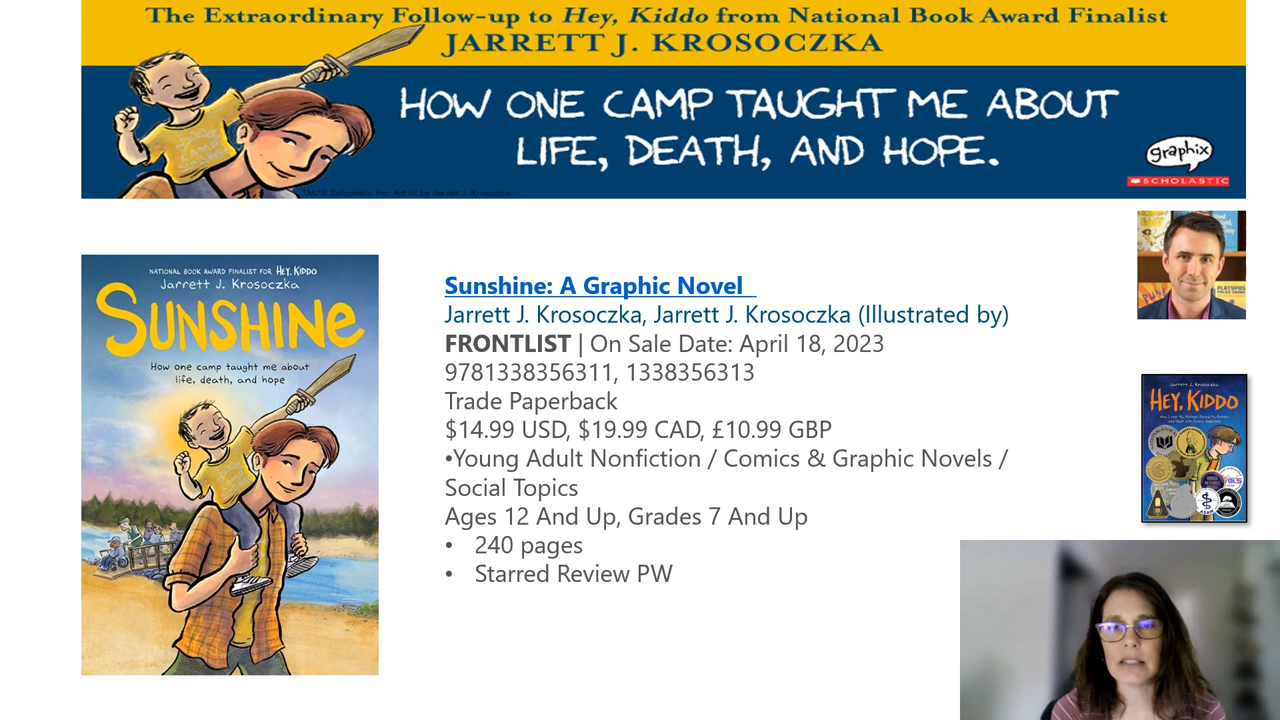 The Extraordinary Follow-up to Hey, Kiddo from National Book Award Finalist
JARRETT J. KROSOCZKA
HOW ONE CAMP TAUGHT ME ABOUT
LIFE, DEATH, AND HOPE.
graphix
SCHOLASTIC
NATIONAL BOOK AWARD FINALIST FOR HEY, KIDDO
Jarrett J. Krosoczka
SUNSHINE
How one camp taught me about
life, death, and hope
Sunshine: A Graphic Novel
Jarrett J. Krosoczka, Jarrett J. Krosoczka (Illustrated by)
FRONTLIST | On Sale Date: April 18, 2023
9781338356311, 1338356313
Trade Paperback
$14.99 USD, $19.99 CAD, £10.99 GBP
•Young Adult Nonfiction / Comics & Graphic Novels /
Social Topics
Ages 12 And Up, Grades 7 And Up
• 240 pages
• Starred Review PW
Jarrett J. Krosoczka
HEY, KIDDO